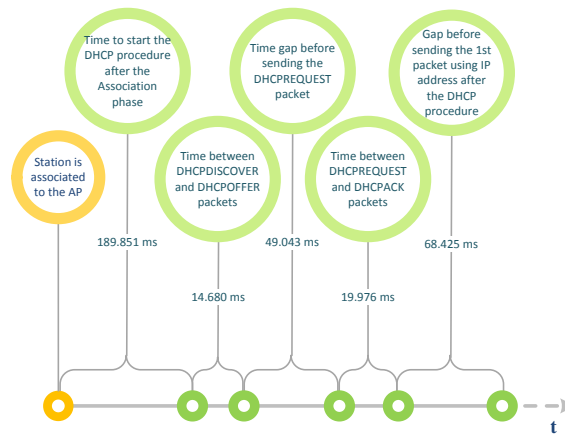 Time to start the
DHCP procedure
after the
Association
phase
Time gap before
sending the
DHCPREQUEST
packet
Gap before
sending the 1st
packet using IP
address after
the DHCP
procedure
Station is
associated
to the AP
Time between
DHCPDISCOVER
and DHCPOFFER
packets
Time between
DHCPREQUEST
and DHCPACK
packets
189.851 ms
49.043 ms
68.425 ms
14.680 ms
19.976 ms
t